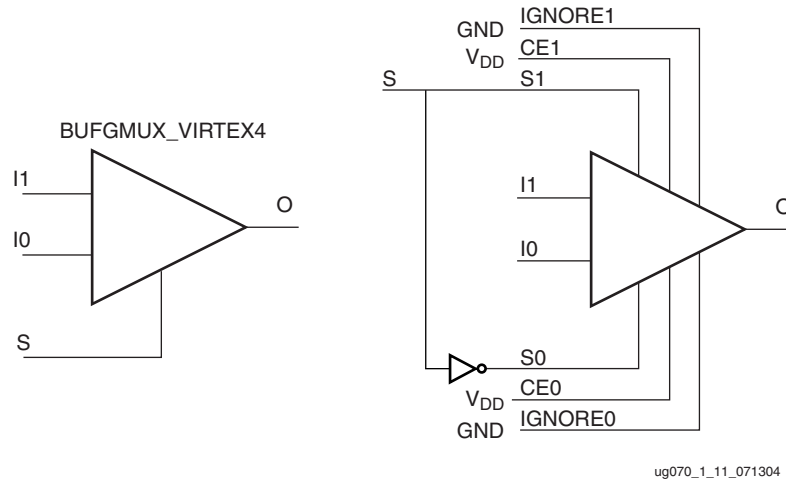 BUFGMUX_VIRTEX4
I1
I0
O
S
GND IGNORE1
VDD CE1
S S1
I1
I0
O
S0
VDD CE0
GND IGNORE0
ug070_1_11_071304